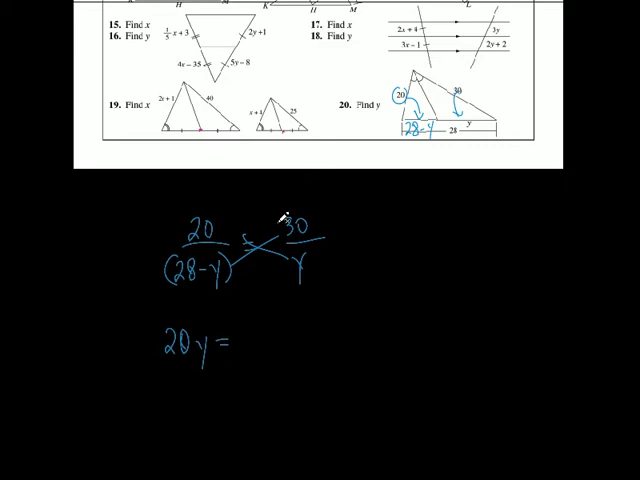 H M K H M L
15. Find x
16. Find y
1/5 x + 3
2y + 1
4x - 35
5y - 8
17. Find x
18. Find y
2x + 4
3y
3x - 1
2y + 2
19. Find x
2x + 1
40
x + 1
25
20. Find y
20
30
28 - y
y
28
20/(28 - y) = 30/y
20y =